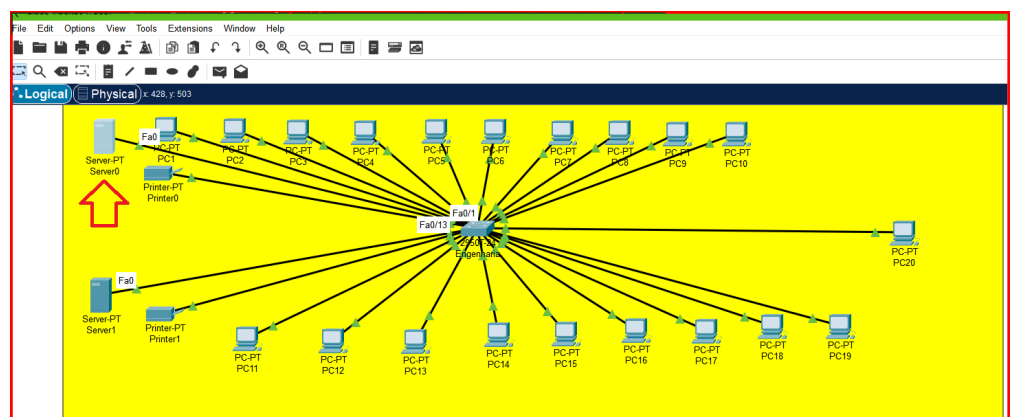 File Edit Options View Tools Extensions Window Help
Logical Physical x: 428, y: 503
Fa0
Server-PT
Server0
PC-PT
PC1
PC-PT
PC2
PC-PT
PC3
PC-PT
PC4
PC-PT
PC5
PC-PT
PC6
PC-PT
PC7
PC-PT
PC8
PC-PT
PC9
PC-PT
PC10
Printer-PT
Printer0
Fa0/1
Fa0/13
2950T-24
Engenharia
PC-PT
PC20
Fa0
Server-PT
Server1
Printer-PT
Printer1
PC-PT
PC11
PC-PT
PC12
PC-PT
PC13
PC-PT
PC14
PC-PT
PC15
PC-PT
PC16
PC-PT
PC17
PC-PT
PC18
PC-PT
PC19